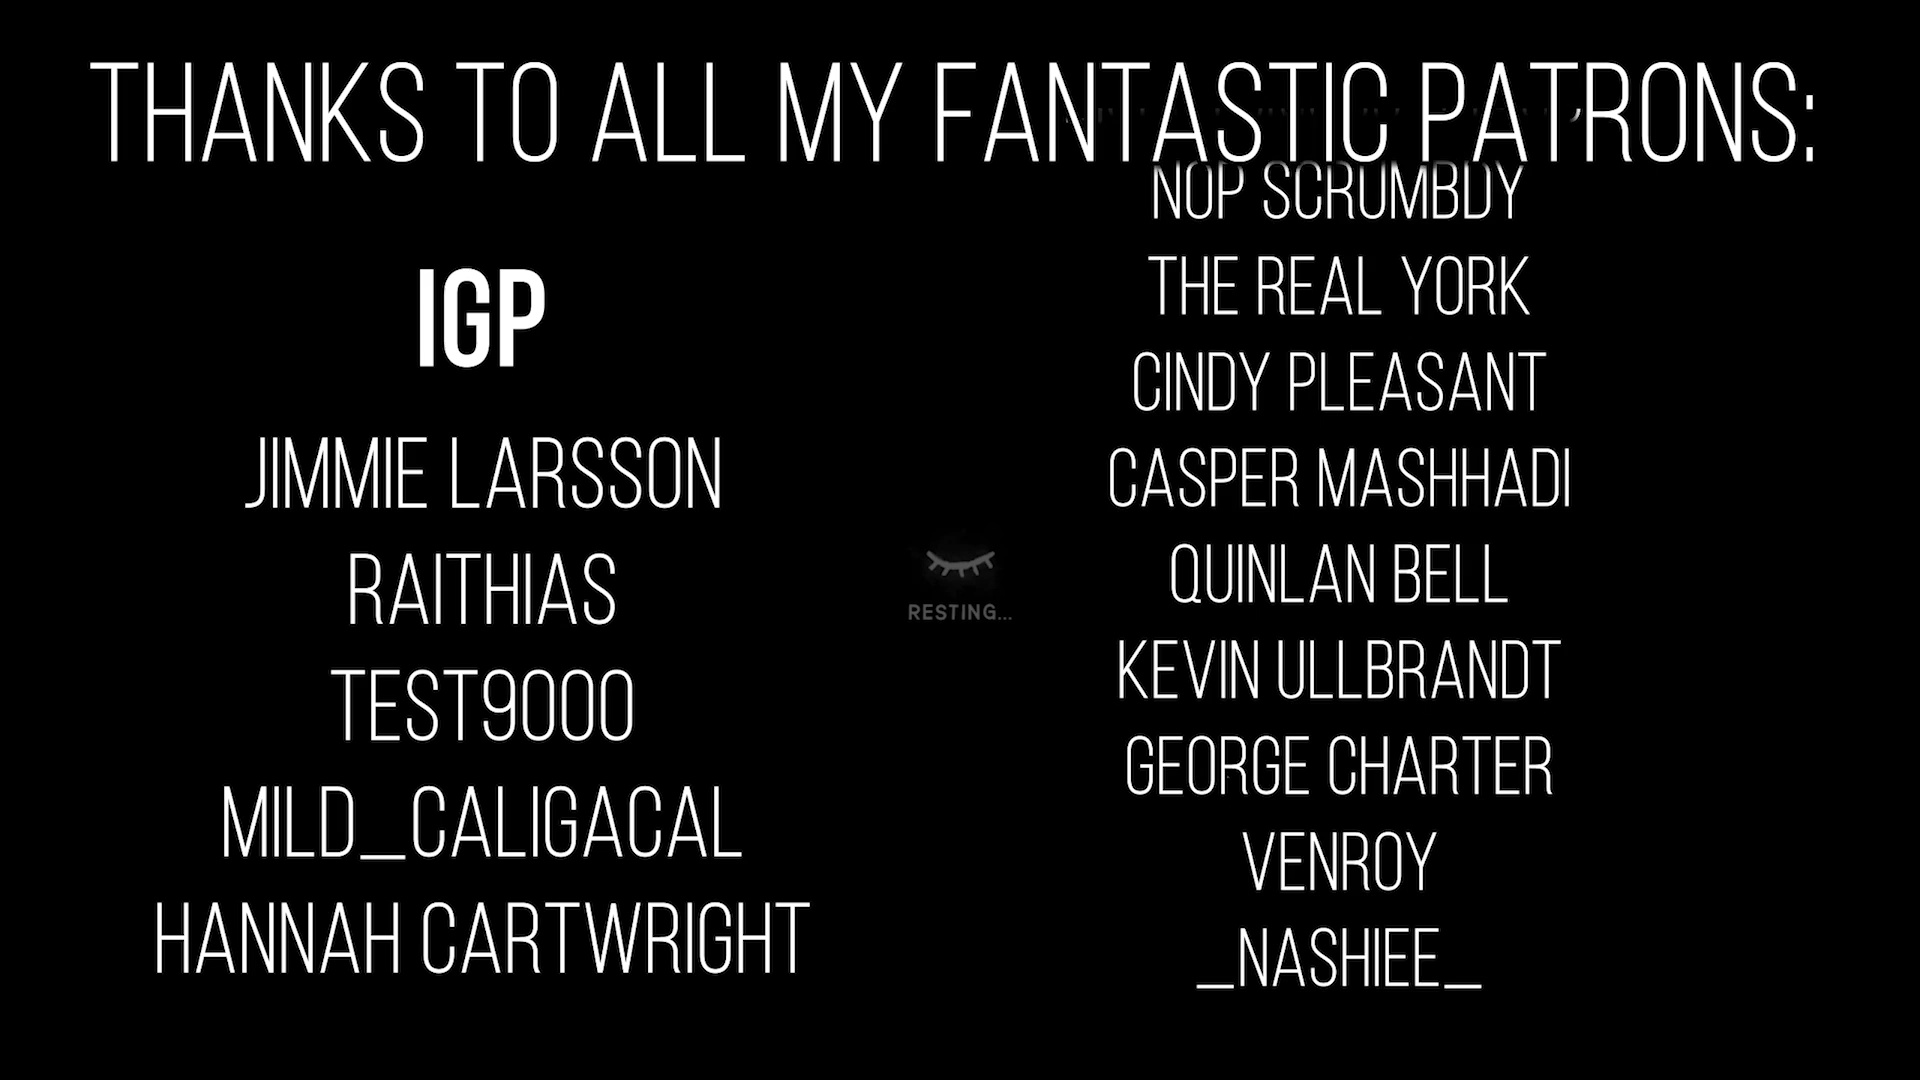 THANKS TO ALL MY FANTASTIC PATRONS:
IGP
JIMMIE LARSSON
RAITHIAS
TEST9000
MILD_CALIGACAL
HANNAH CARTWRIGHT
RESTING...
NOP SCRUMBDY
THE REAL YORK
CINDY PLEASANT
CASPER MASHHADI
QUINLAN BELL
KEVIN ULLBRANDT
GEORGE CHARTER
VENROY
_NASHIEE_